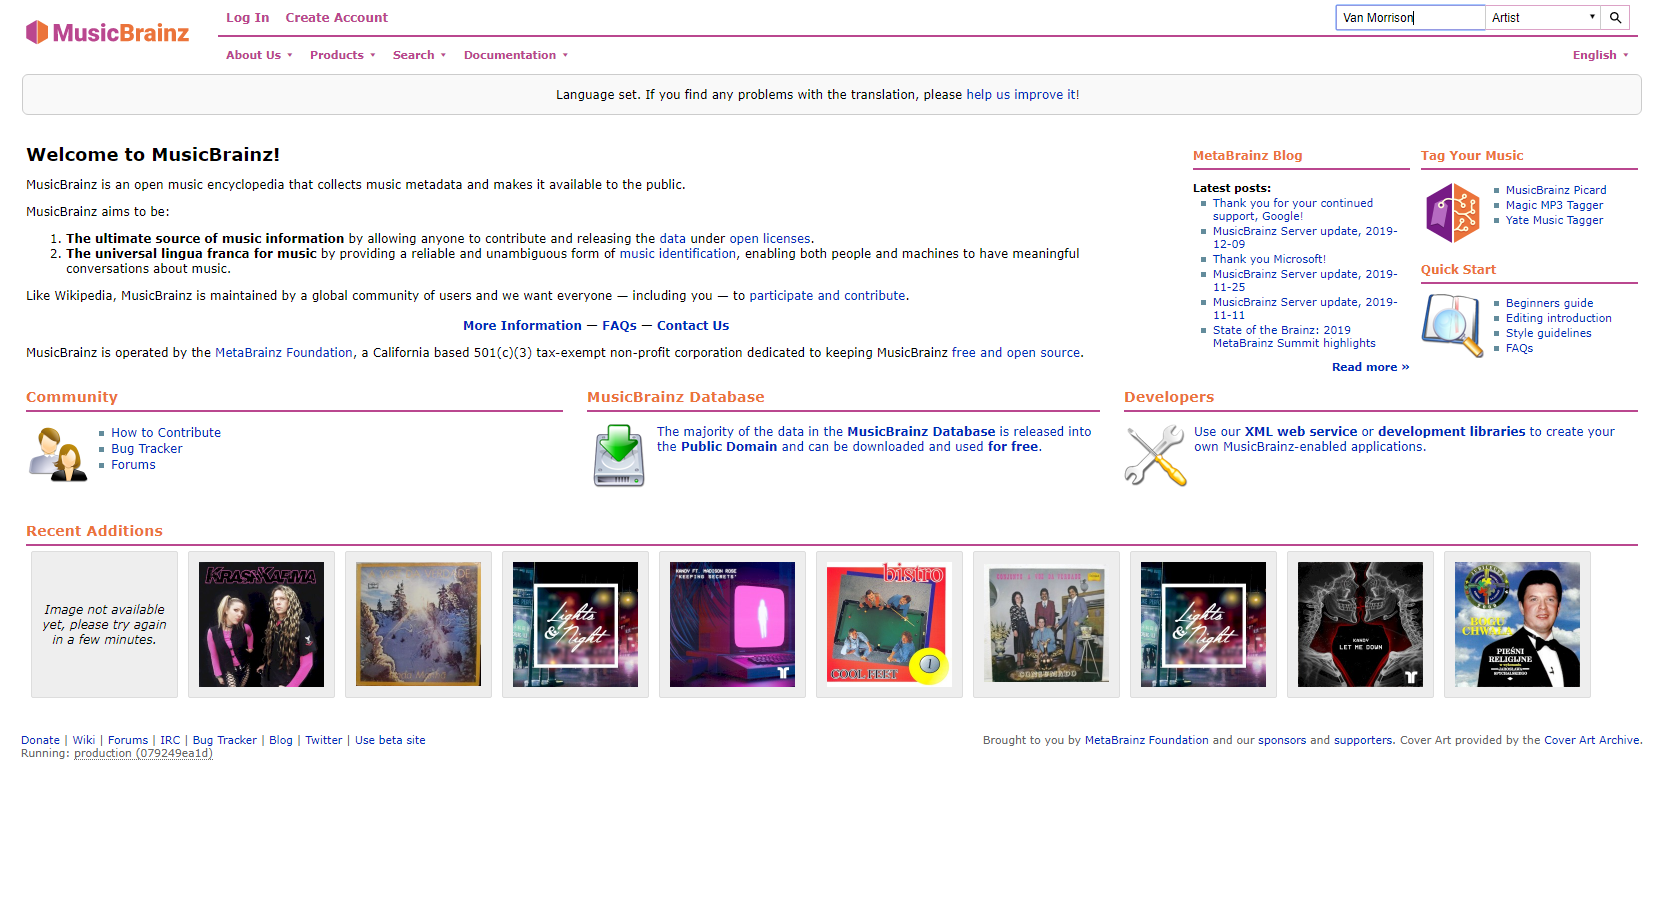 MusicBrainz
Log In Create Account
Van Morrison Artist
About Us Products Search Documentation English
Language set. If you find any problems with the translation, please help us improve it!
Welcome to MusicBrainz!
MusicBrainz is an open music encyclopedia that collects music metadata and makes it available to the public.
MusicBrainz aims to be:
1. The ultimate source of music information by allowing anyone to contribute and releasing the data under open licenses.
2. The universal lingua franca for music by providing a reliable and unambiguous form of music identification, enabling both people and machines to have meaningful
conversations about music.
Like Wikipedia, MusicBrainz is maintained by a global community of users and we want everyone — including you — to participate and contribute.
More Information — FAQs — Contact Us
MusicBrainz is operated by the MetaBrainz Foundation, a California based 501(c)(3) tax-exempt non-profit corporation dedicated to keeping MusicBrainz free and open source.
MetaBrainz Blog
Latest posts:
Thank you for your continued
support, Google!
MusicBrainz Server update, 2019-
12-09
Thank you Microsoft!
MusicBrainz Server update, 2019-
11-25
MusicBrainz Server update, 2019-
11-11
State of the Brainz: 2019
MetaBrainz Summit highlights
Read more »
Tag Your Music
MusicBrainz Picard
Magic MP3 Tagger
Yate Music Tagger
Quick Start
Beginners guide
Editing introduction
Style guidelines
FAQs
Community
How to Contribute
Bug Tracker
Forums
MusicBrainz Database
The majority of the data in the MusicBrainz Database is released into
the Public Domain and can be downloaded and used for free.
Developers
Use our XML web service or development libraries to create your
own MusicBrainz-enabled applications.
Recent Additions
Image not available
yet, please try again
in a few minutes.
KRASHKARMA
Lights
& Night
KANDY FT. MADISON ROSE
"KEEPING SECRETS"
bistro
COOL FEET
1
Lights
& Night
KANDY
LET ME DOWN
BOGU
CHWAŁA
PIEŚNI
RELIGIJNE
Donate | Wiki | Forums | IRC | Bug Tracker | Blog | Twitter | Use beta site
Running: production (079249ea1d)
Brought to you by MetaBrainz Foundation and our sponsors and supporters. Cover Art provided by the Cover Art Archive.